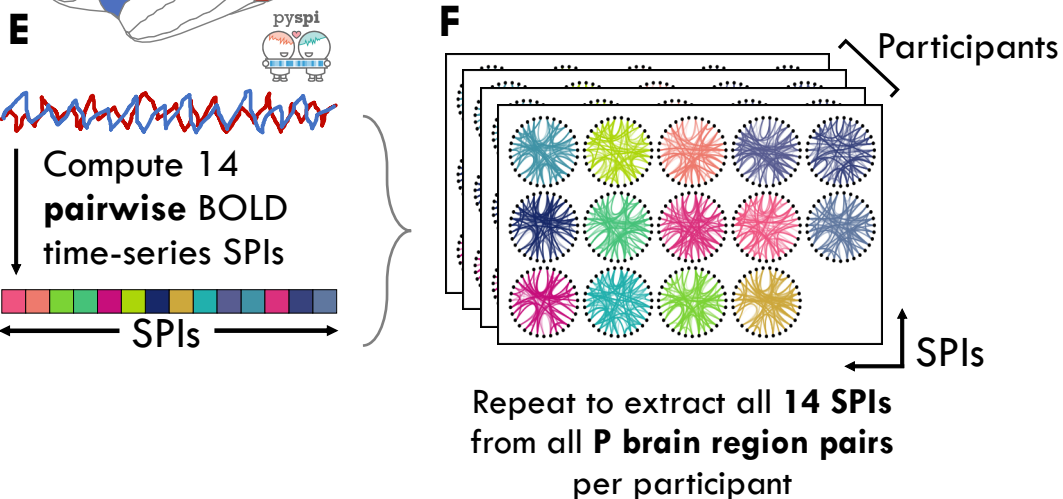 E
pyspi
Compute 14
pairwise BOLD
time-series SPIs
SPIs
F
Participants
SPIs
Repeat to extract all 14 SPIs
from all P brain region pairs
per participant